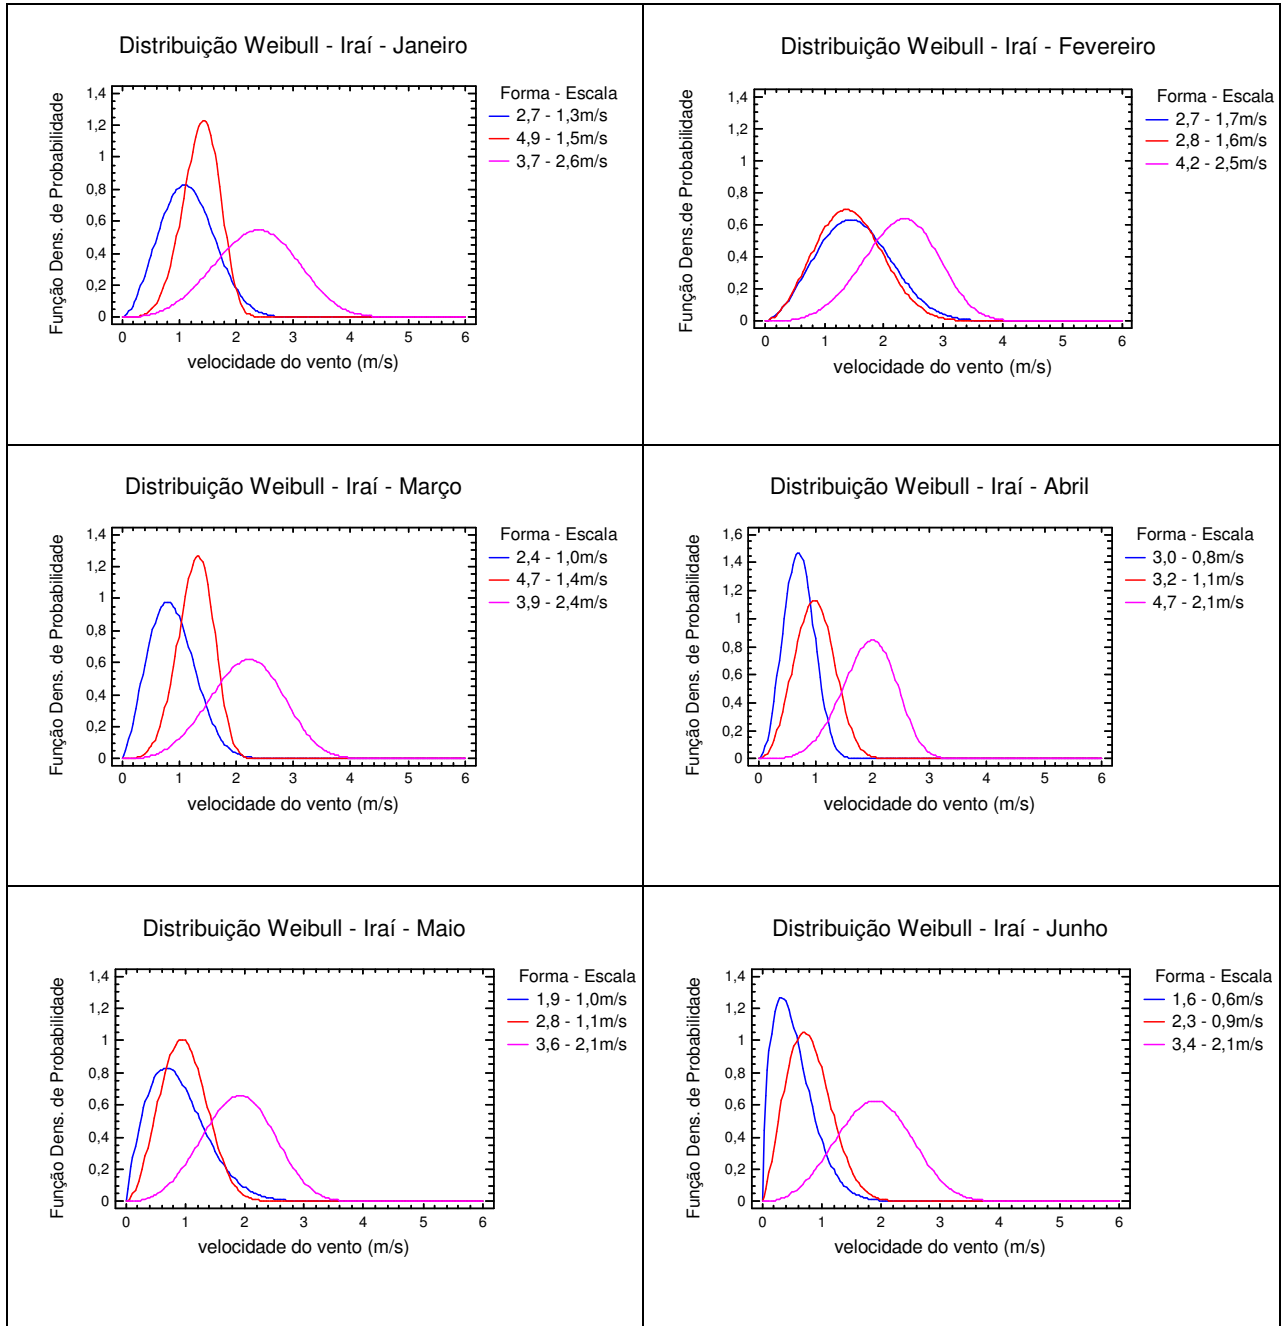 Distribuição Weibull - Iraí - Janeiro
Função Dens. de Probabilidade
1,4
1,2
1
0,8
0,6
0,4
0,2
0
0 1 2 3 4 5 6
velocidade do vento (m/s)
Forma - Escala
2,7 - 1,3m/s
4,9 - 1,5m/s
3,7 - 2,6m/s
Distribuição Weibull - Iraí - Fevereiro
Função Dens.de Probabilidade
1,4
1,2
1
0,8
0,6
0,4
0,2
0
0 1 2 3 4 5 6
velocidade do vento (m/s)
Forma - Escala
2,7 - 1,7m/s
2,8 - 1,6m/s
4,2 - 2,5m/s
Distribuição Weibull - Iraí - Março
Função Dens. de Probabilidade
1,4
1,2
1
0,8
0,6
0,4
0,2
0
0 1 2 3 4 5 6
velocidade do vento (m/s)
Forma - Escala
2,4 - 1,0m/s
4,7 - 1,4m/s
3,9 - 2,4m/s
Distribuição Weibull - Iraí - Abril
Função Dens. de Probabilidade
1,6
1,4
1,2
1
0,8
0,6
0,4
0,2
0
0 1 2 3 4 5 6
velocidade do vento (m/s)
Forma - Escala
3,0 - 0,8m/s
3,2 - 1,1m/s
4,7 - 2,1m/s
Distribuição Weibull - Iraí - Maio
Função Dens. de Probabilidade
1,4
1,2
1
0,8
0,6
0,4
0,2
0
0 1 2 3 4 5 6
velocidade do vento (m/s)
Forma - Escala
1,9 - 1,0m/s
2,8 - 1,1m/s
3,6 - 2,1m/s
Distribuição Weibull - Iraí - Junho
Função Dens. de Probabilidade
1,4
1,2
1
0,8
0,6
0,4
0,2
0
0 1 2 3 4 5 6
velocidade do vento (m/s)
Forma - Escala
1,6 - 0,6m/s
2,3 - 0,9m/s
3,4 - 2,1m/s